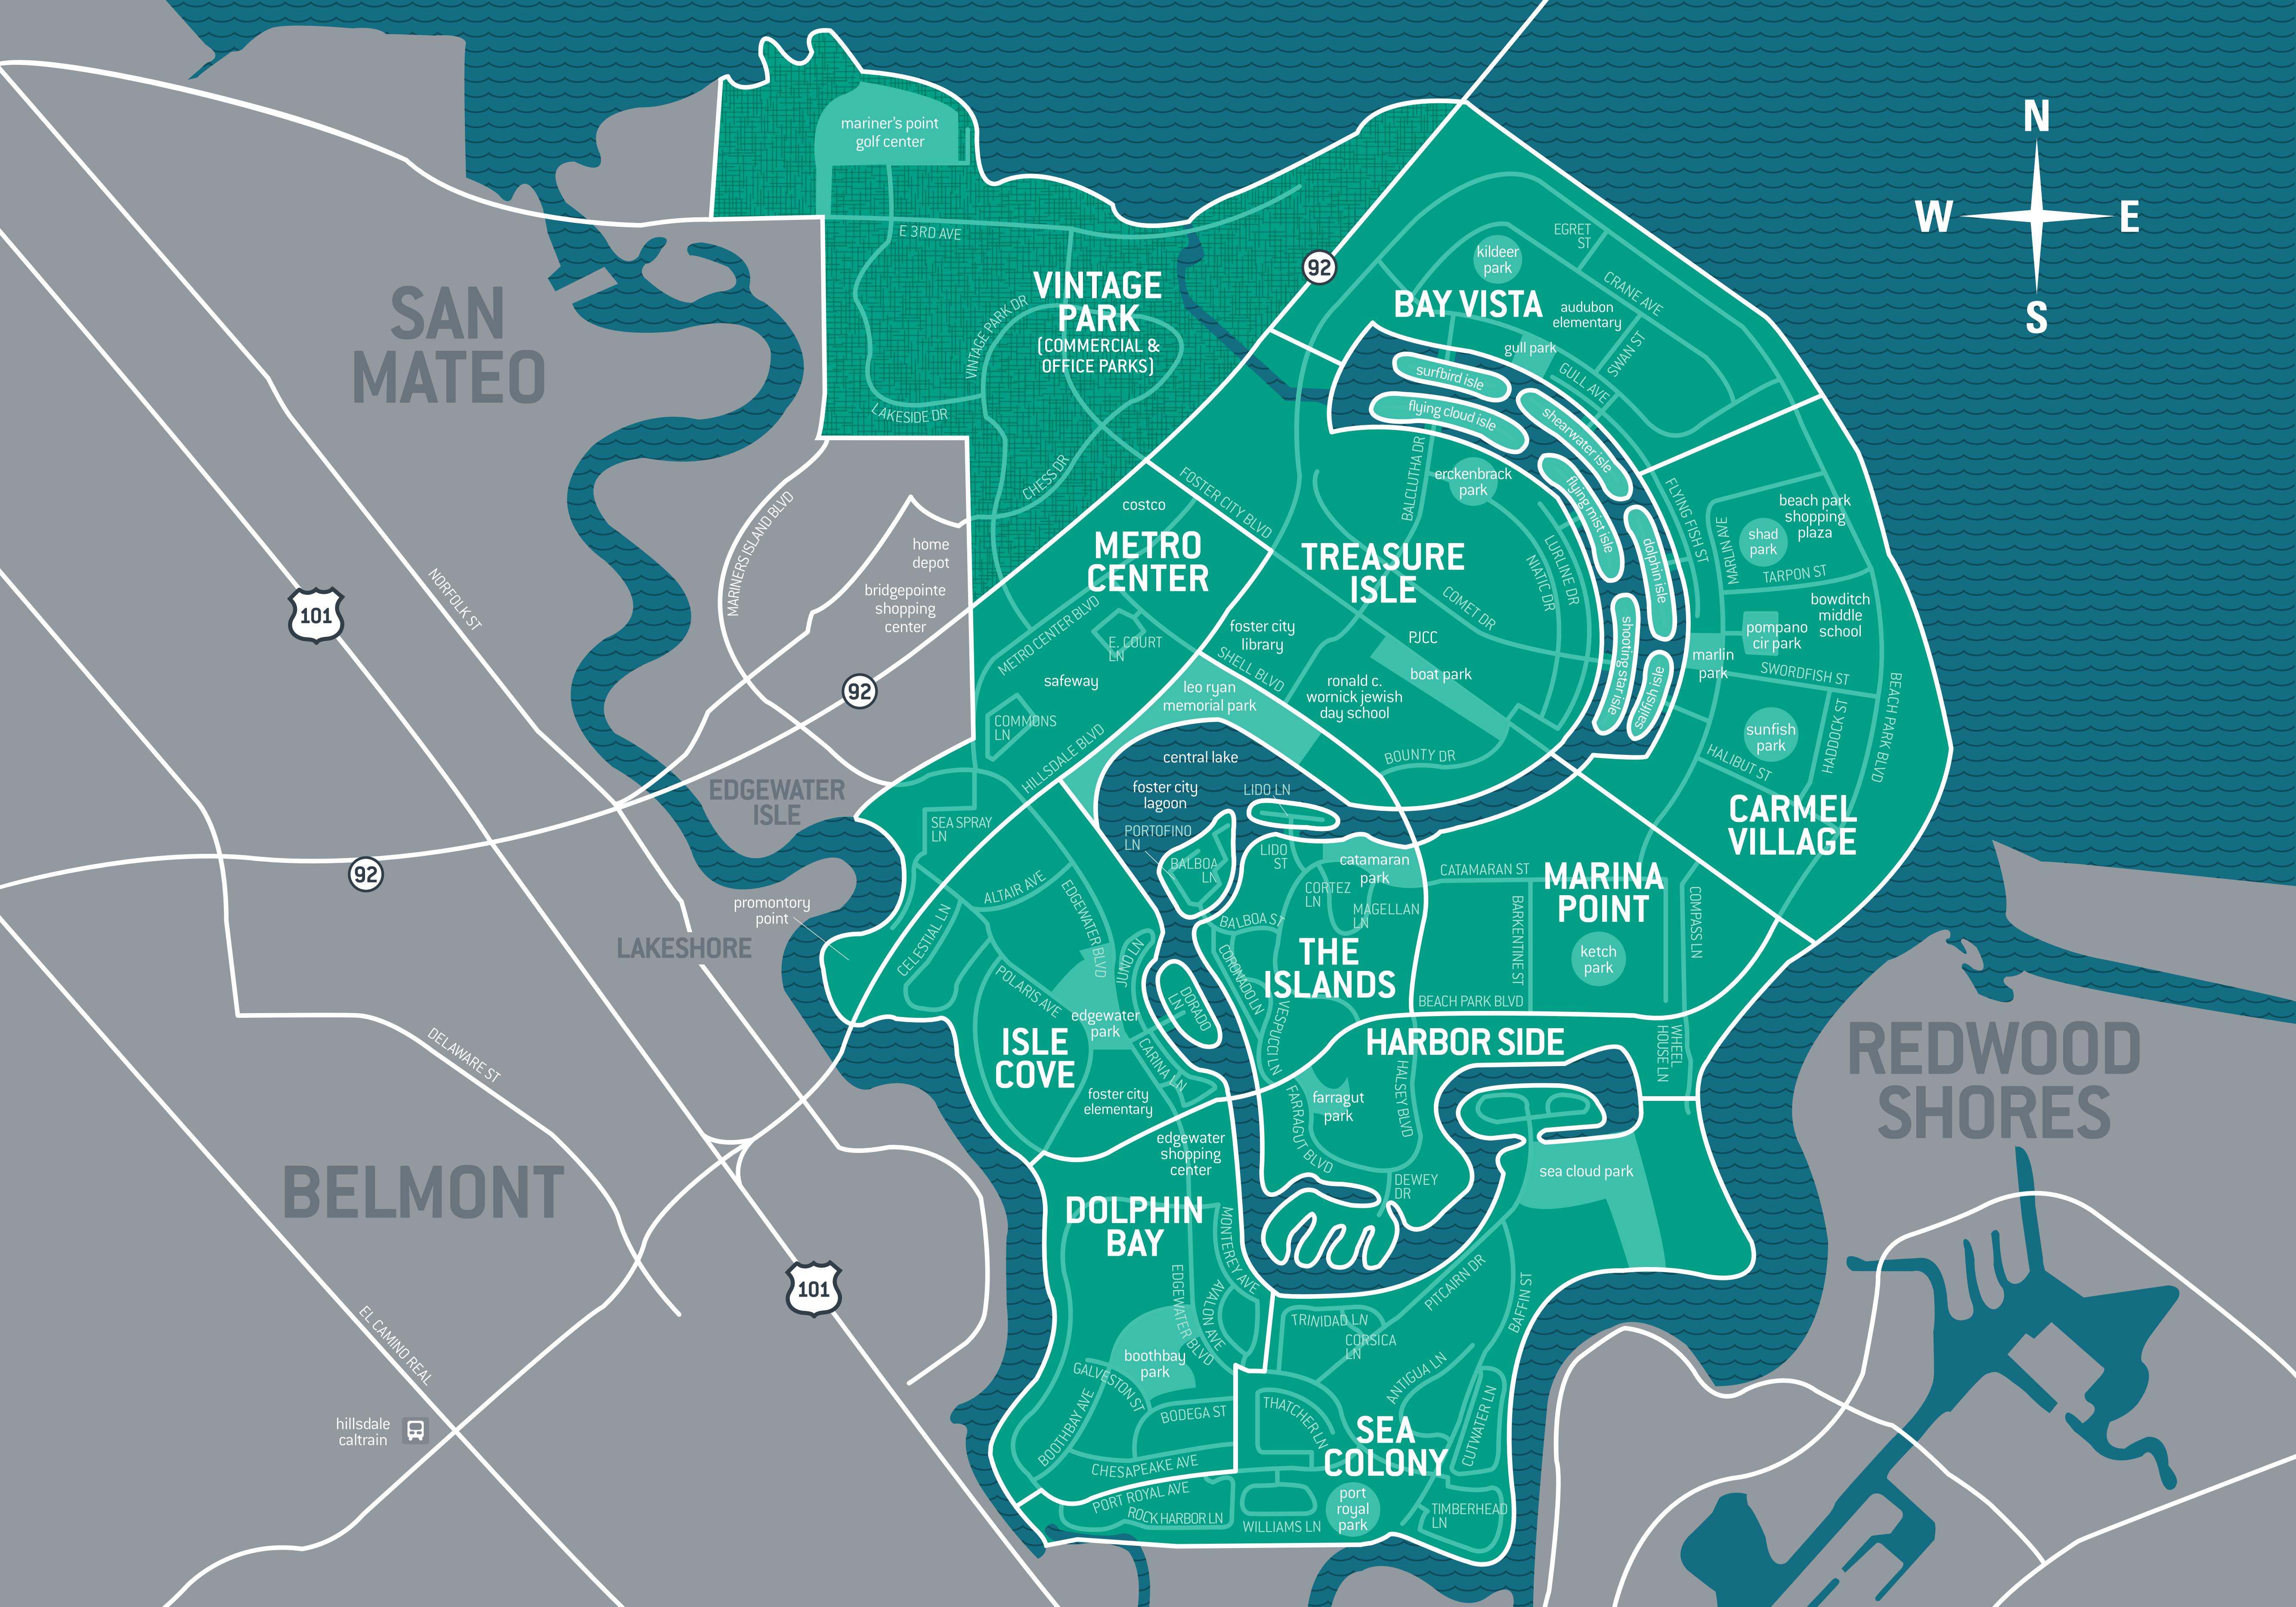 N
W
E
S
mariner's point
golf center
E 3RD AVE
VINTAGE
PARK
(COMMERCIAL &
OFFICE PARKS)
VINTAGE PARK DR
LAKESIDE DR
CHESS DR
92
BAY VISTA
kildeer
park
EGRET
ST
CRANE AVE
audubon
elementary
gull park
SWAN ST
GULL AVE
surfbird isle
flying cloud isle
shearwater isle
flying mist isle
dolphin isle
shooting star isle
sailfish isle
SAN
MATEO
MARINERS ISLAND BLVD
home
depot
bridgepointe
shopping
center
101
NORFOLK ST
92
92
EDGEWATER
ISLE
LAKESHORE
promontory
point
DELAWARE ST
BELMONT
101
EL CAMINO REAL
hillsdale
caltrain
costco
METRO
CENTER
METRO CENTER BLVD
E. COURT
LN
safeway
COMMONS
LN
HILLSDALE BLVD
FOSTER CITY BLVD
TREASURE
ISLE
BALCLUTHA DR
erckenbrack
park
LURLINE DR
NIATIC DR
COMET DR
foster city
library
SHELL BLVD
PJCC
boat park
ronald c.
wornick jewish
day school
leo ryan
memorial park
BOUNTY DR
central lake
foster city
lagoon
FLYING FISH ST
MARLIN AVE
beach park
shopping
plaza
shad
park
TARPON ST
bowditch
middle
school
pompano
cir park
marlin
park
SWORDFISH ST
sunfish
park
HADDOCK ST
BEACH PARK BLVD
HALIBUT ST
CARMEL
VILLAGE
SEA SPRAY
LN
ALTAIR AVE
EDGEWATER BLVD
CELESTIAL LN
POLARIS AVE
JUNO LN
edgewater
park
ISLE
COVE
CARINA LN
foster city
elementary
DORADO
LN
PORTOFINO
LN
BALBOA
LN
LIDO LN
LIDO
ST
catamaran
park
CORTEZ
LN
MAGELLAN
LN
BALBOA ST
THE
ISLANDS
CORONADO LN
VESPUCCI LN
CATAMARAN ST
MARINA
POINT
BARKENTINE ST
COMPASS LN
ketch
park
BEACH PARK BLVD
HARBOR SIDE
WHEEL
HOUSE LN
farragut
park
HALSEY BLVD
FARRAGUT BLVD
DEWEY
DR
sea cloud park
REDWOOD
SHORES
edgewater
shopping
center
DOLPHIN
BAY
MONTEREY AVE
EDGEWATER BLVD
AVALON AVE
boothbay
park
GALVESTON ST
BOOTHBAY AVE
BODEGA ST
CHESAPEAKE AVE
PORT ROYAL AVE
ROCK HARBOR LN
TRINIDAD LN
CORSICA
LN
PITCAIRN DR
BAFFIN ST
ANTIGUA LN
THATCHER LN
SEA
COLONY
CUTWATER LN
port
royal
park
WILLIAMS LN
TIMBERHEAD
LN